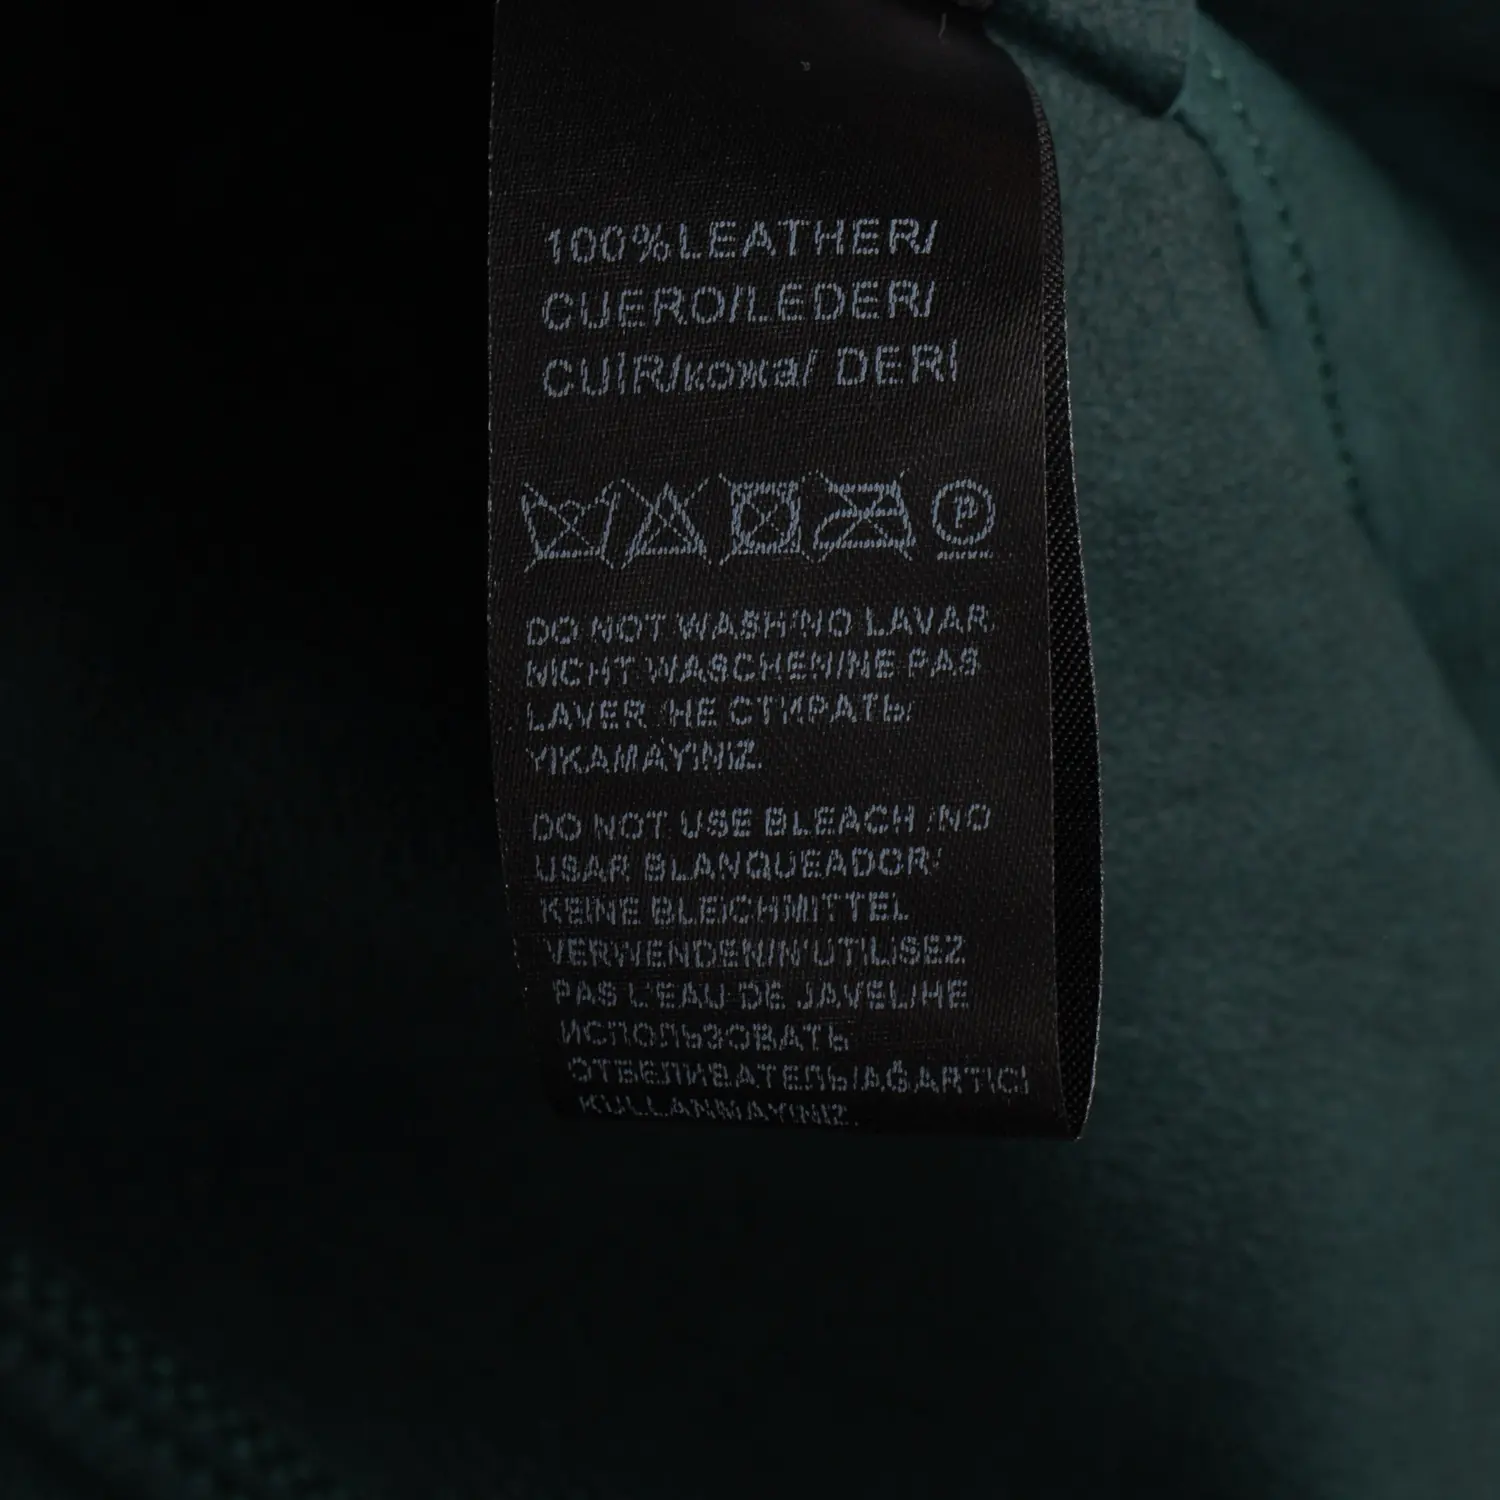 100%LEATHER/
CUERO/LEDER/
CUIR/кожа/ DERİ
P
DO NOT WASH/NO LAVAR
NICHT WASCHEN/NE PAS
LAVER /НЕ СТИРАТЬ/
YIKAMAYINIZ.
DO NOT USE BLEACH /NO
USAR BLANQUEADOR/
KEINE BLEICHMITTEL
VERWENDEN/N'UTILISEZ
PAS L'EAU DE JAVEL/НЕ
ИСПОЛЬЗОВАТЬ
ОТБЕЛИВАТЕЛЬ/AĞARTICI
KULLANMAYINIZ.